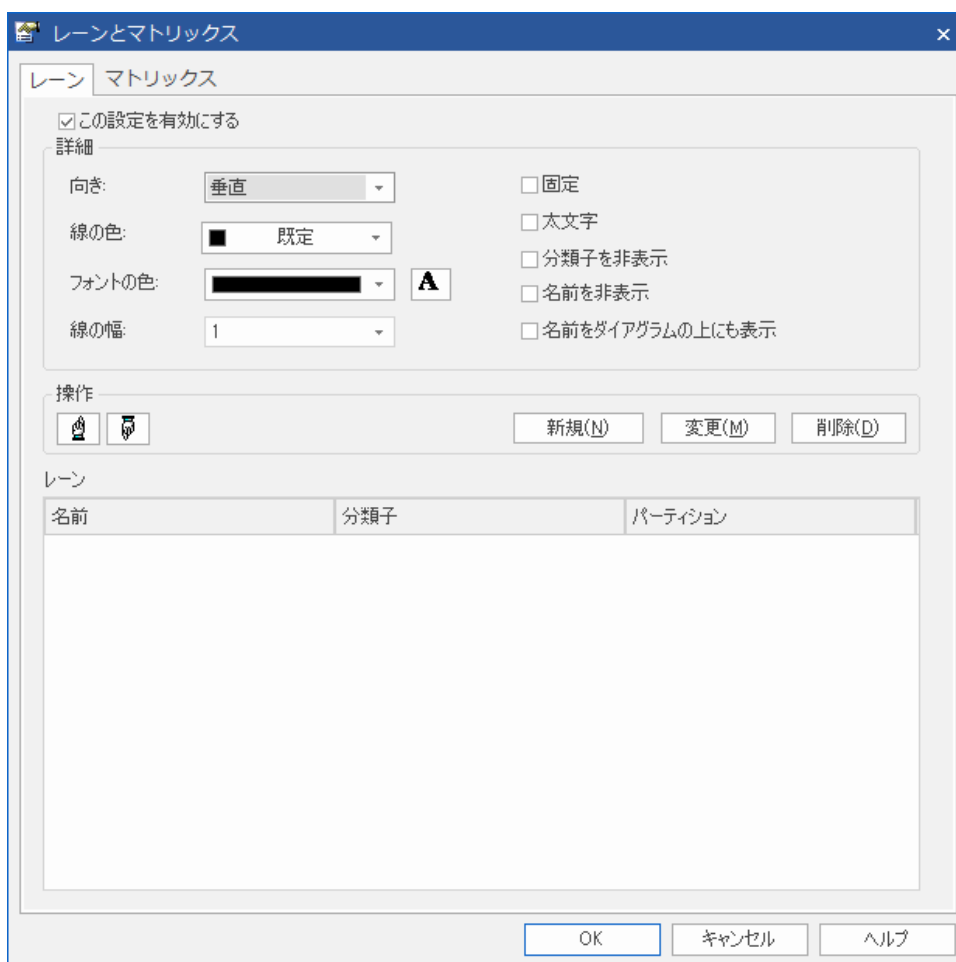 レーンとマトリックス
レーン マトリックス
この設定を有効にする
詳細
向き: 垂直
固定
線の色: 既定
太文字
分類子を非表示
フォントの色: A
名前を非表示
線の幅: 1
名前をダイアグラムの上にも表示
操作
新規(N) 変更(M) 削除(D)
レーン
名前 分類子 パーティション
OK キャンセル ヘルプ